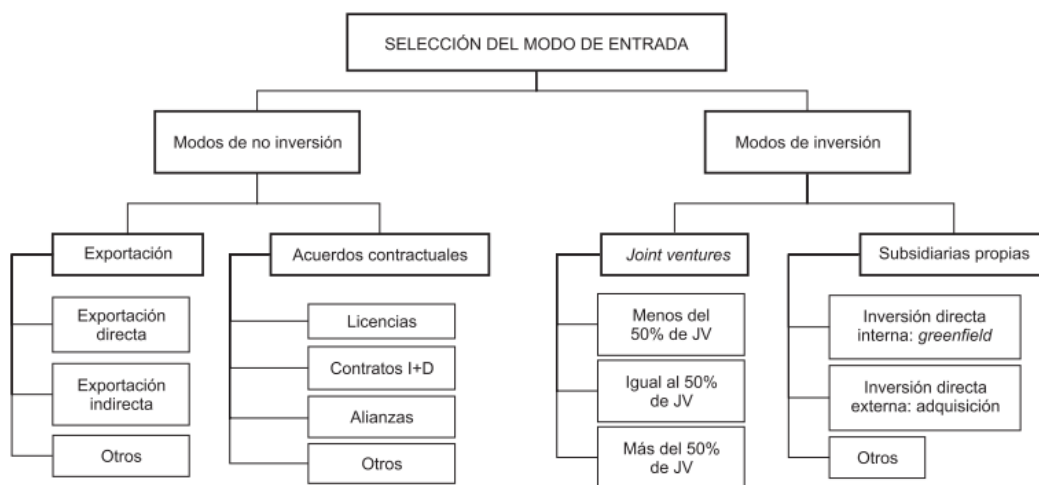 SELECCIÓN DEL MODO DE ENTRADA
Modos de no inversión
Modos de inversión
Exportación
Acuerdos contractuales
Joint ventures
Subsidiarias propias
Exportación
directa
Exportación
indirecta
Otros
Licencias
Contratos I+D
Alianzas
Otros
Menos del
50% de JV
Igual al 50%
de JV
Más del 50%
de JV
Inversión directa
interna: greenfield
Inversión directa
externa: adquisición
Otros